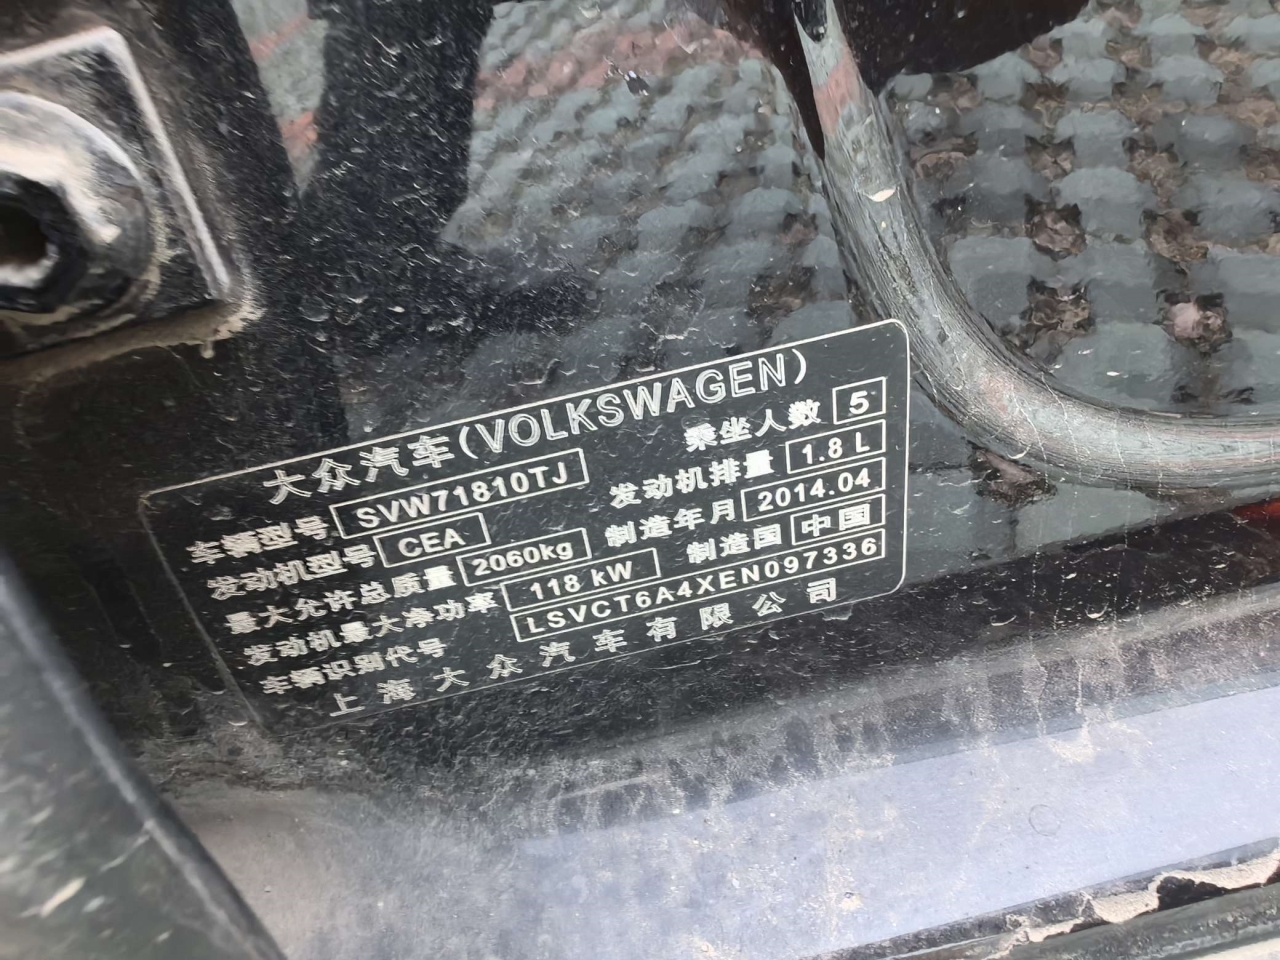 大众汽车(VOLKSWAGEN)
车辆型号 SVW71810TJ 乘坐人数 5
发动机型号 CEA 发动机排量 1.8 L
最大允许总质量 2060kg 制造年月 2014.04
发动机最大净功率 118 kW 制造国 中国
车辆识别代号 LSVCT6A4XEN097336
上海大众汽车有限公司